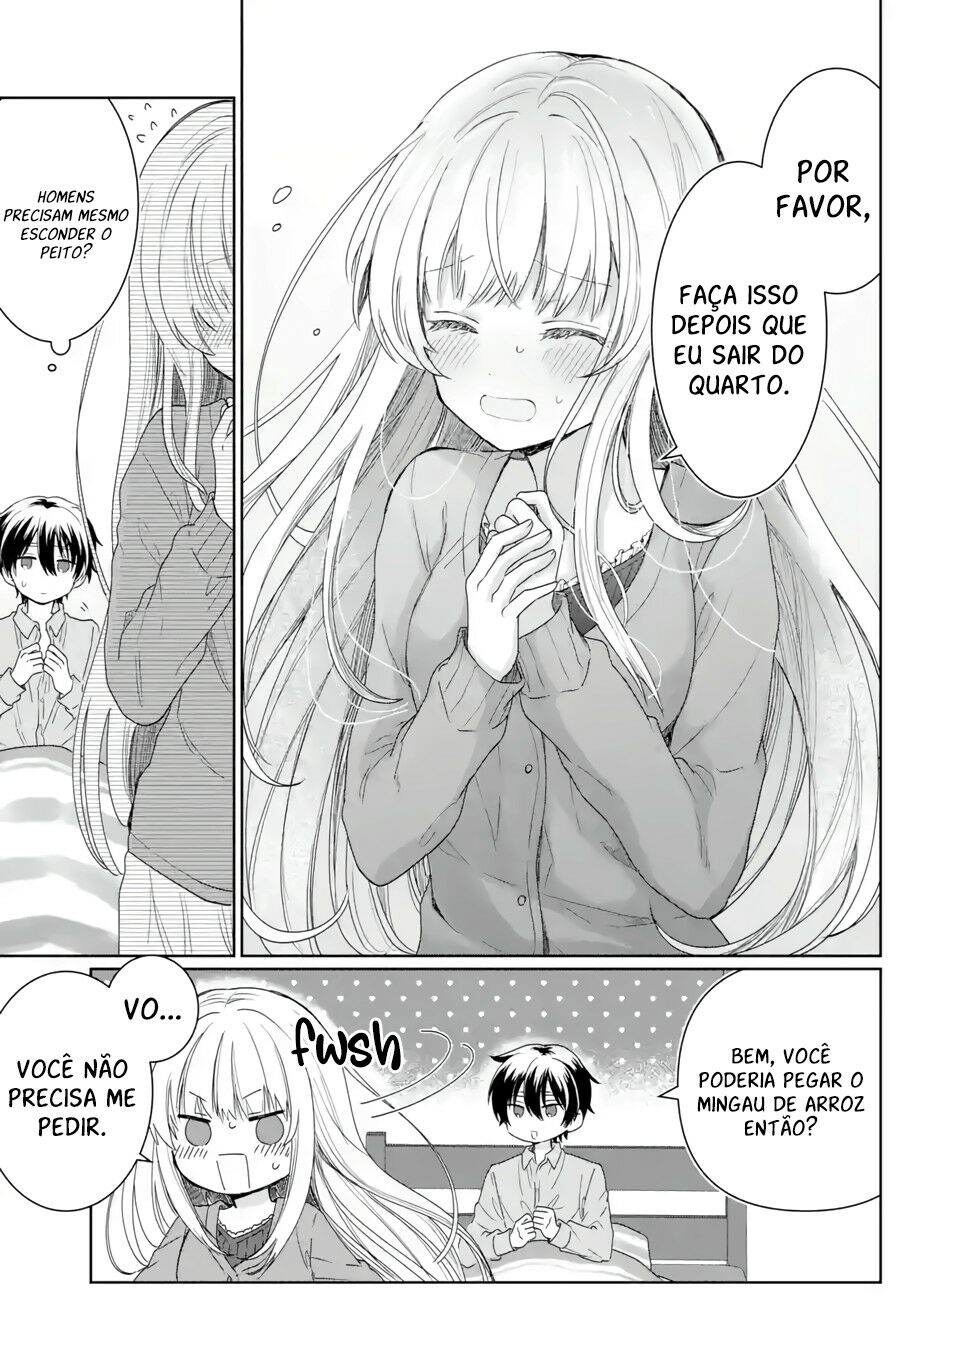 POR
FAVOR,
FAÇA ISSO
DEPOIS QUE
EU SAIR DO
QUARTO.
HOMENS
PRECISAM MESMO
ESCONDER O
PEITO?
BEM, VOCÊ
PODERIA PEGAR O
MINGAU DE ARROZ
ENTÃO?
fwsh
VO...
VOCÊ NÃO
PRECISA ME
PEDIR.